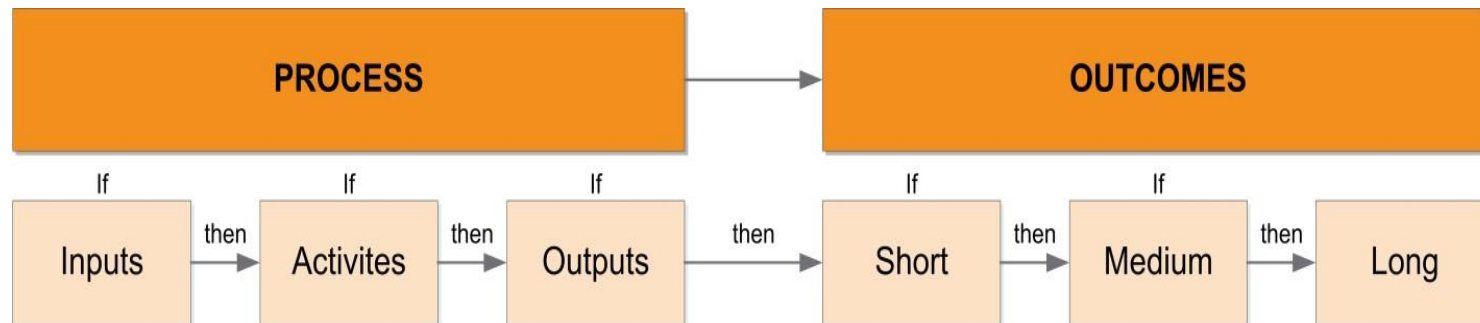 PROCESS
OUTCOMES
If
If
If
If
If
Inputs
then
Activites
then
Outputs
then
Short
then
Medium
then
Long